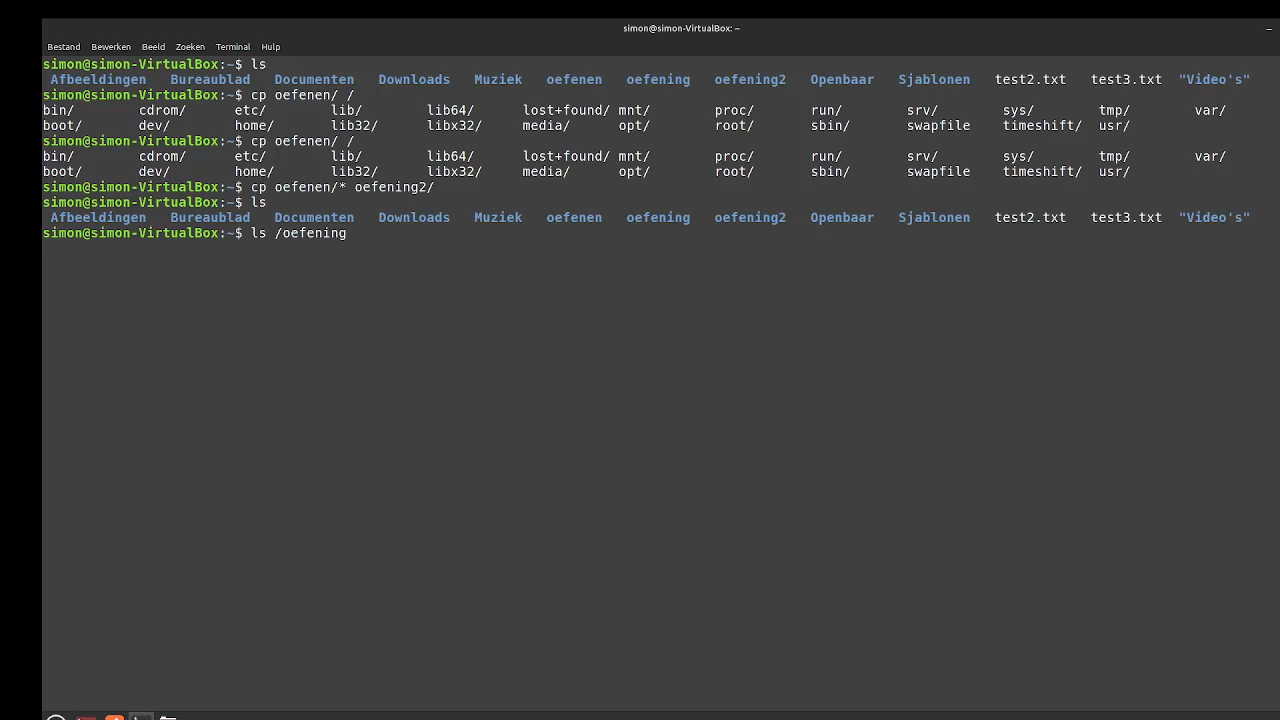 simon@simon-VirtualBox: ~
Bestand Bewerken Beeld Zoeken Terminal Hulp
simon@simon-VirtualBox:~$ ls
Afbeeldingen Bureaublad Documenten Downloads Muziek oefenen oefening oefening2 Openbaar Sjablonen test2.txt test3.txt "Video's"
simon@simon-VirtualBox:~$ cp oefenen/ /
bin/ cdrom/ etc/ lib/ lib64/ lost+found/ mnt/ proc/ run/ srv/ sys/ tmp/ var/
boot/ dev/ home/ lib32/ libx32/ media/ opt/ root/ sbin/ swapfile timeshift/ usr/
simon@simon-VirtualBox:~$ cp oefenen/ /
bin/ cdrom/ etc/ lib/ lib64/ lost+found/ mnt/ proc/ run/ srv/ sys/ tmp/ var/
boot/ dev/ home/ lib32/ libx32/ media/ opt/ root/ sbin/ swapfile timeshift/ usr/
simon@simon-VirtualBox:~$ cp oefenen/* oefening2/
simon@simon-VirtualBox:~$ ls
Afbeeldingen Bureaublad Documenten Downloads Muziek oefenen oefening oefening2 Openbaar Sjablonen test2.txt test3.txt "Video's"
simon@simon-VirtualBox:~$ ls /oefening